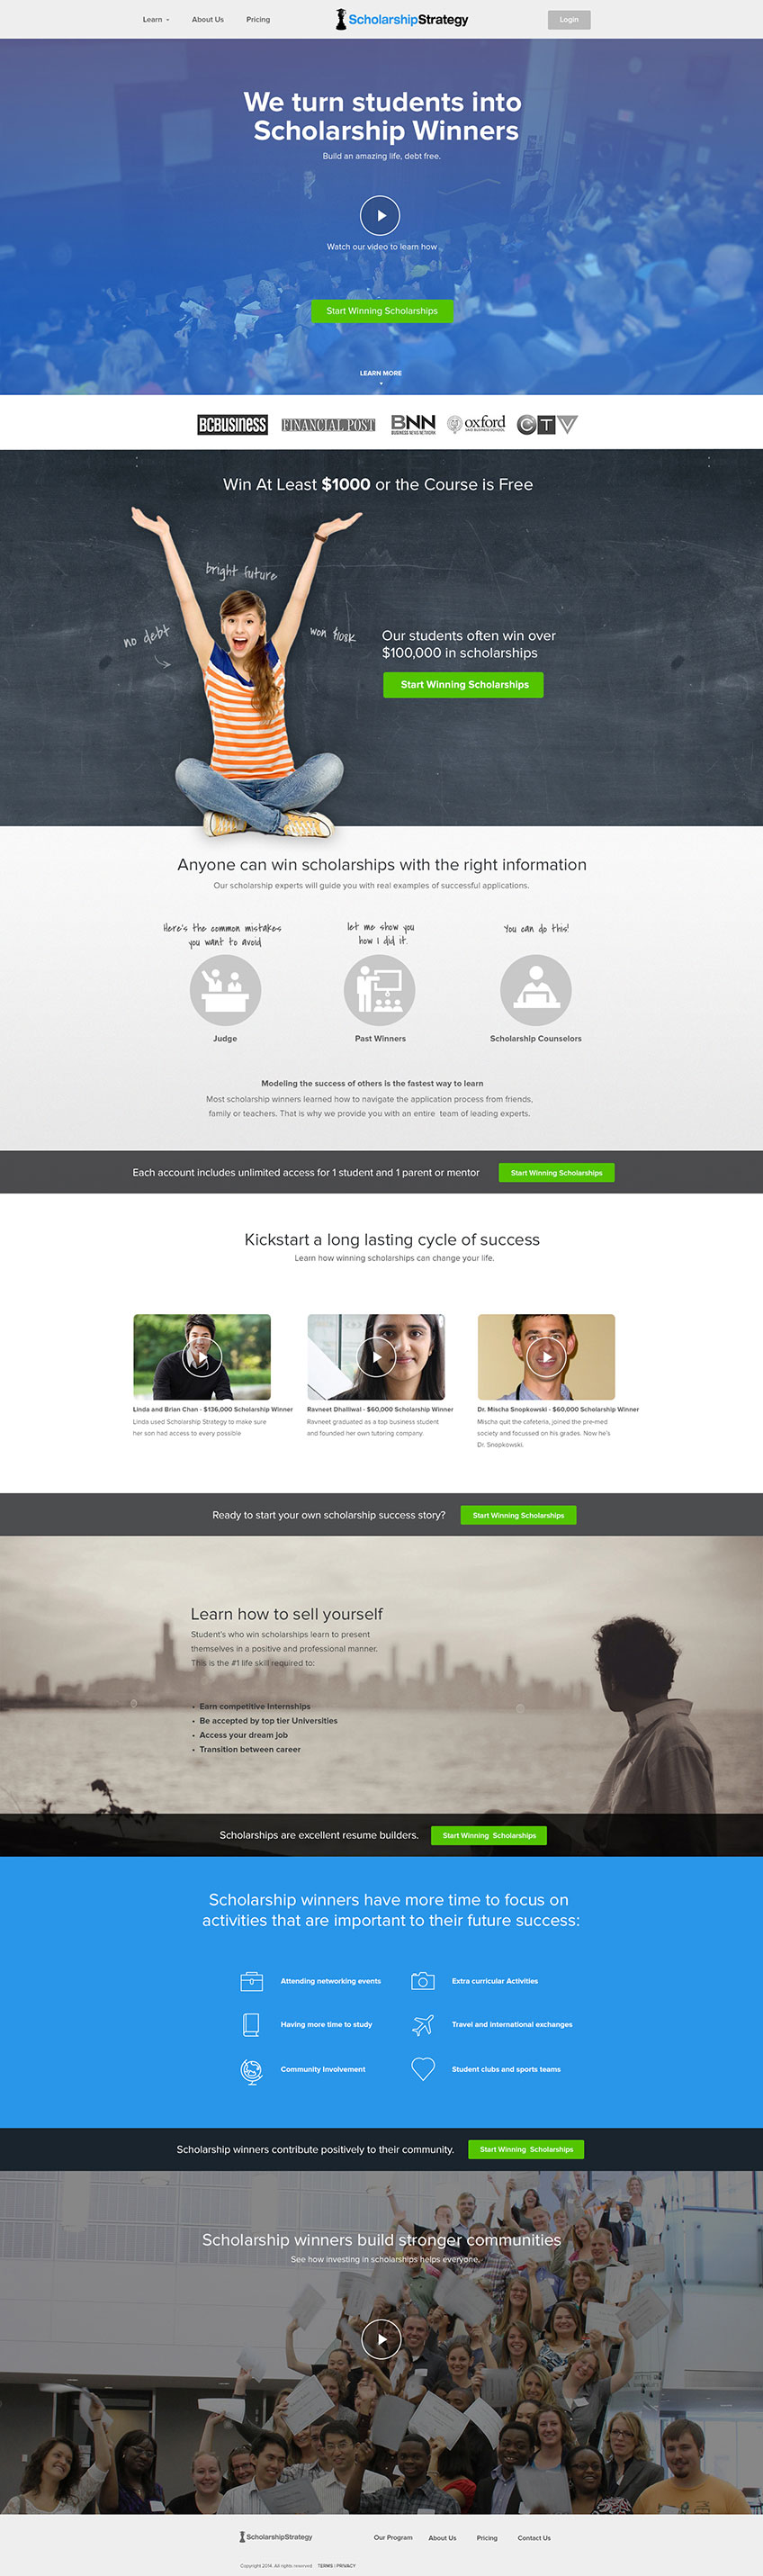 Learn
About Us
Pricing
ScholarshipStrategy
Login
We turn students into
Scholarship Winners
Build an amazing life, debt free.
Watch our video to learn how
Start Winning Scholarships
LEARN MORE
BCBUSINESS
FINANCIAL POST
BNN
BUSINESS NEWS NETWORK
oxford
SAID BUSINESS SCHOOL
CTV
Win At Least $1000 or the Course is Free
bright future
no debt
won $108K
Our students often win over
$100,000 in scholarships
Start Winning Scholarships
Anyone can win scholarships with the right information
Our scholarship experts will guide you with real examples of successful applications.
Here's the common mistakes
you want to avoid
let me show you
how I did it.
You can do this!
Judge
Past Winners
Scholarship Counselors
Modeling the success of others is the fastest way to learn
Most scholarship winners learned how to navigate the application process from friends,
family or teachers. That is why we provide you with an entire team of leading experts.
Each account includes unlimited access for 1 student and 1 parent or mentor
Start Winning Scholarships
Kickstart a long lasting cycle of success
Learn how winning scholarships can change your life.
Linda and Brian Chan - $136,000 Scholarship Winner
Linda used Scholarship Strategy to make sure
her son had access to every possible
Ravneet Dhalliwal - $60,000 Scholarship Winner
Ravneet graduated as a top business student
and founded her own tutoring company.
Dr. Mischa Snopkowski - $60,000 Scholarship Winner
Mischa quit the cafeteria, joined the pre-med
society and focussed on his grades. Now he's
Dr. Snopkowski.
Ready to start your own scholarship success story?
Start Winning Scholarships
Learn how to sell yourself
Student's who win scholarships learn to present
themselves in a positive and professional manner.
This is the #1 life skill required to:
• Earn competitive Internships
• Be accepted by top tier Universities
• Access your dream job
• Transition between career
Scholarships are excellent resume builders.
Start Winning Scholarships
Scholarship winners have more time to focus on
activities that are important to their future success:
Attending networking events
Extra curricular Activities
Having more time to study
Travel and international exchanges
Community Involvement
Student clubs and sports teams
Scholarship winners contribute positively to their community.
Start Winning Scholarships
Scholarship winners build stronger communities
See how investing in scholarships helps everyone.
ScholarshipStrategy
Our Program
About Us
Pricing
Contact Us
Copyright 2014. All rights reserved
TERMS | PRIVACY